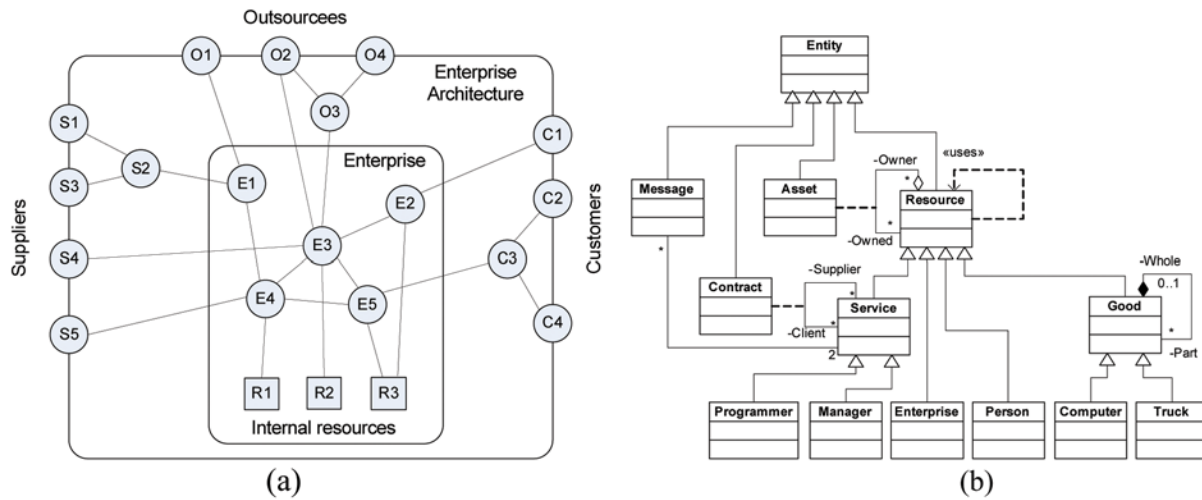 Outsourcees
O1
O2
O4
Enterprise
Architecture
O3
S1
C1
Enterprise
S2
E1
S3
E2
C2
Suppliers
Customers
E3
S4
C3
E4
E5
S5
C4
R1
R2
R3
Internal resources
(a)
Entity
«uses»
-Owner
*
Message
Asset
Resource
*
*
-Owned
-Whole
-Supplier
0..1
Contract
*
Service
Good
*
-Client
*
2
-Part
Programmer
Manager
Enterprise
Person
Computer
Truck
(b)